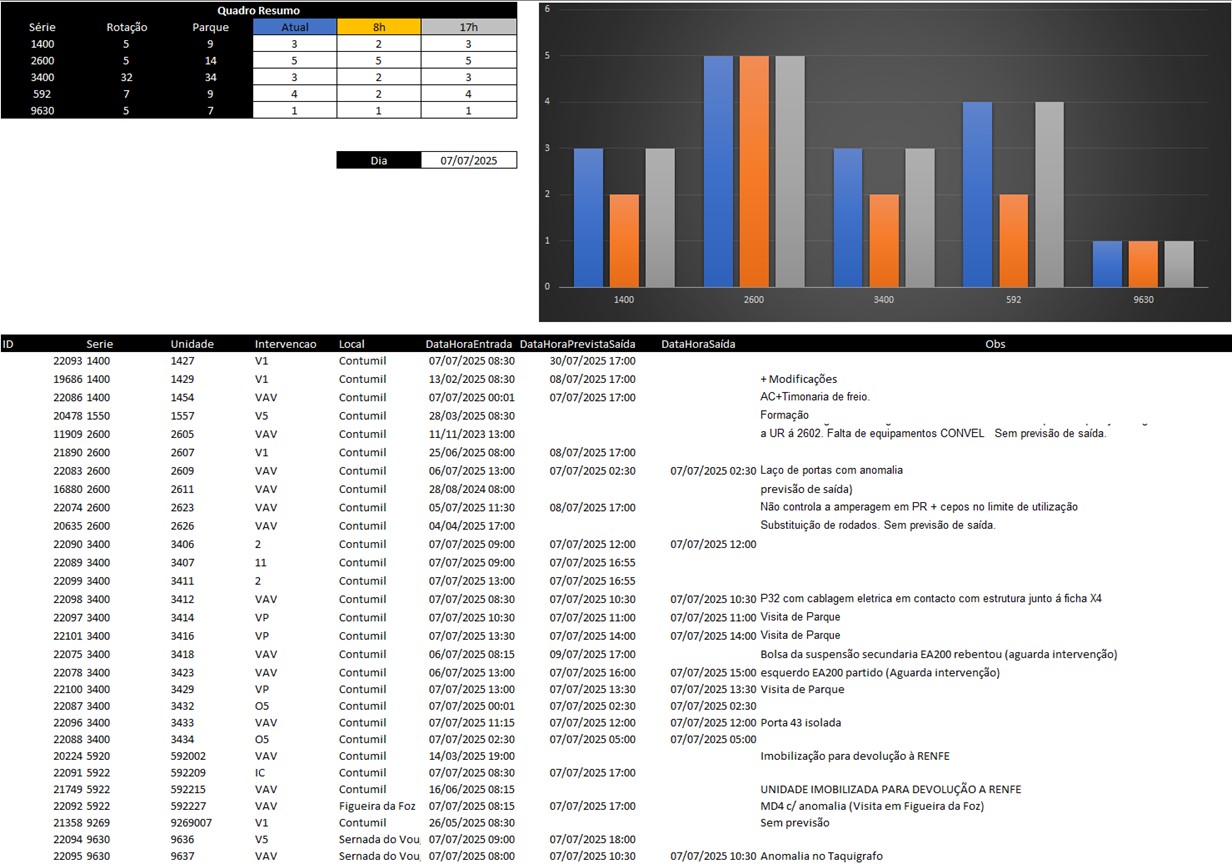 Quadro Resumo
Série Rotação Parque Atual 8h 17h
1400 5 9 3 2 3
2600 5 14 5 5 5
3400 32 34 3 2 3
592 7 9 4 2 4
9630 5 7 1 1 1
Dia 07/07/2025
6
5
4
3
2
1
0
1400 2600 3400 592 9630
ID Serie Unidade Intervencao Local DataHoraEntrada DataHoraPrevistaSaída DataHoraSaída Obs
22093 1400 1427 V1 Contumil 07/07/2025 08:30 30/07/2025 17:00
19686 1400 1429 V1 Contumil 13/02/2025 08:30 08/07/2025 17:00 + Modificações
22086 1400 1454 VAV Contumil 07/07/2025 00:01 07/07/2025 17:00 AC+Timonaria de freio.
20478 1550 1557 V5 Contumil 28/03/2025 08:30 Formação
11909 2600 2605 VAV Contumil 11/11/2023 13:00 a UR á 2602. Falta de equipamentos CONVEL Sem previsão de saída.
21890 2600 2607 V1 Contumil 25/06/2025 08:00 08/07/2025 17:00
22083 2600 2609 VAV Contumil 06/07/2025 13:00 07/07/2025 02:30 07/07/2025 02:30 Laço de portas com anomalia
16880 2600 2611 VAV Contumil 28/08/2024 08:00 previsão de saída)
22074 2600 2623 VAV Contumil 05/07/2025 11:30 08/07/2025 17:00 Não controla a amperagem em PR + cepos no limite de utilização
20635 2600 2626 VAV Contumil 04/04/2025 17:00 Substituição de rodados. Sem previsão de saída.
22090 3400 3406 2 Contumil 07/07/2025 09:00 07/07/2025 12:00 07/07/2025 12:00
22089 3400 3407 11 Contumil 07/07/2025 09:00 07/07/2025 16:55
22099 3400 3411 2 Contumil 07/07/2025 13:00 07/07/2025 16:55
22098 3400 3412 VAV Contumil 07/07/2025 08:30 07/07/2025 10:30 07/07/2025 10:30 P32 com cablagem eletrica em contacto com estrutura junto á ficha X4
22097 3400 3414 VP Contumil 07/07/2025 10:30 07/07/2025 11:00 07/07/2025 11:00 Visita de Parque
22101 3400 3416 VP Contumil 07/07/2025 13:30 07/07/2025 14:00 07/07/2025 14:00 Visita de Parque
22075 3400 3418 VAV Contumil 06/07/2025 08:15 09/07/2025 17:00 Bolsa da suspensão secundaria EA200 rebentou (aguarda intervenção)
22078 3400 3423 VAV Contumil 06/07/2025 13:00 07/07/2025 16:00 07/07/2025 15:00 esquerdo EA200 partido (Aguarda intervenção)
22100 3400 3429 VP Contumil 07/07/2025 13:00 07/07/2025 13:30 07/07/2025 13:30 Visita de Parque
22087 3400 3432 O5 Contumil 07/07/2025 00:01 07/07/2025 02:30 07/07/2025 02:30
22096 3400 3433 VAV Contumil 07/07/2025 11:15 07/07/2025 12:00 07/07/2025 12:00 Porta 43 isolada
22088 3400 3434 O5 Contumil 07/07/2025 02:30 07/07/2025 05:00 07/07/2025 05:00
20224 5920 592002 VAV Contumil 14/03/2025 19:00 Imobilização para devolução à RENFE
22091 5922 592209 IC Contumil 07/07/2025 08:30 07/07/2025 17:00
21749 5922 592215 VAV Contumil 16/06/2025 08:15 UNIDADE IMOBILIZADA PARA DEVOLUÇÃO A RENFE
22092 5922 592227 VAV Figueira da Foz 07/07/2025 08:15 07/07/2025 17:00 MD4 c/ anomalia (Visita em Figueira da Foz)
21358 9269 9269007 V1 Contumil 26/05/2025 08:30 Sem previsão
22094 9630 9636 V5 Sernada do Vou 07/07/2025 09:00 07/07/2025 18:00
22095 9630 9637 VAV Sernada do Vou 07/07/2025 08:00 07/07/2025 10:30 07/07/2025 10:30 Anomalia no Taquigrafo